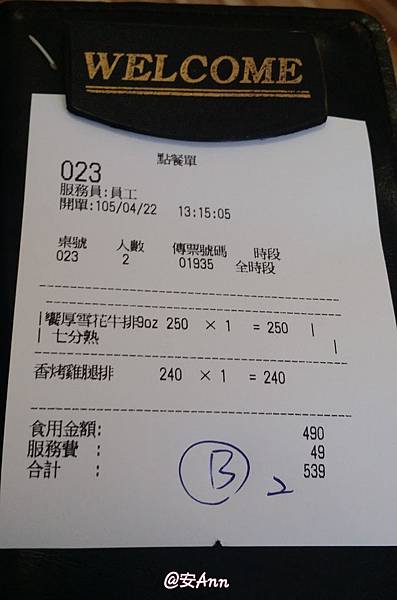 WELCOME
點餐單
023
服務員:員工
開單:105/04/22 13:15:05
桌號 人數 傳票號碼 時段
023 2 01935 全時段
饗厚雪花牛排9oz 250 × 1 = 250
七分熟
香烤雞腿排 240 × 1 = 240
食用金額: 490
服務費 : 49
合計 : 539
B 2
@安Ann